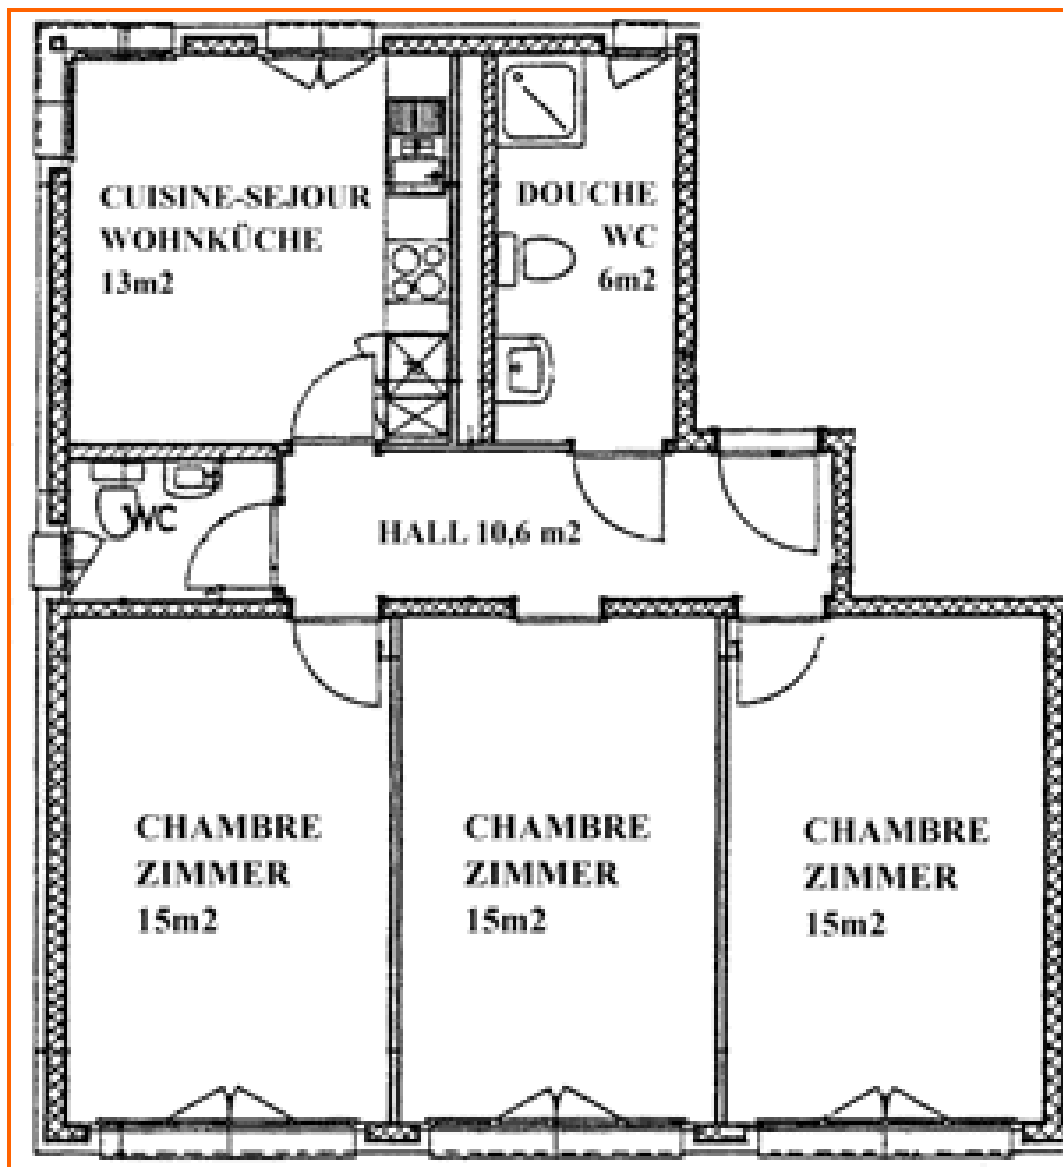 CUISINE-SEJOUR
WOHNKÜCHE
13m2
DOUCHE
WC
6m2
WC
HALL 10,6 m2
CHAMBRE
ZIMMER
15m2
CHAMBRE
ZIMMER
15m2
CHAMBRE
ZIMMER
15m2